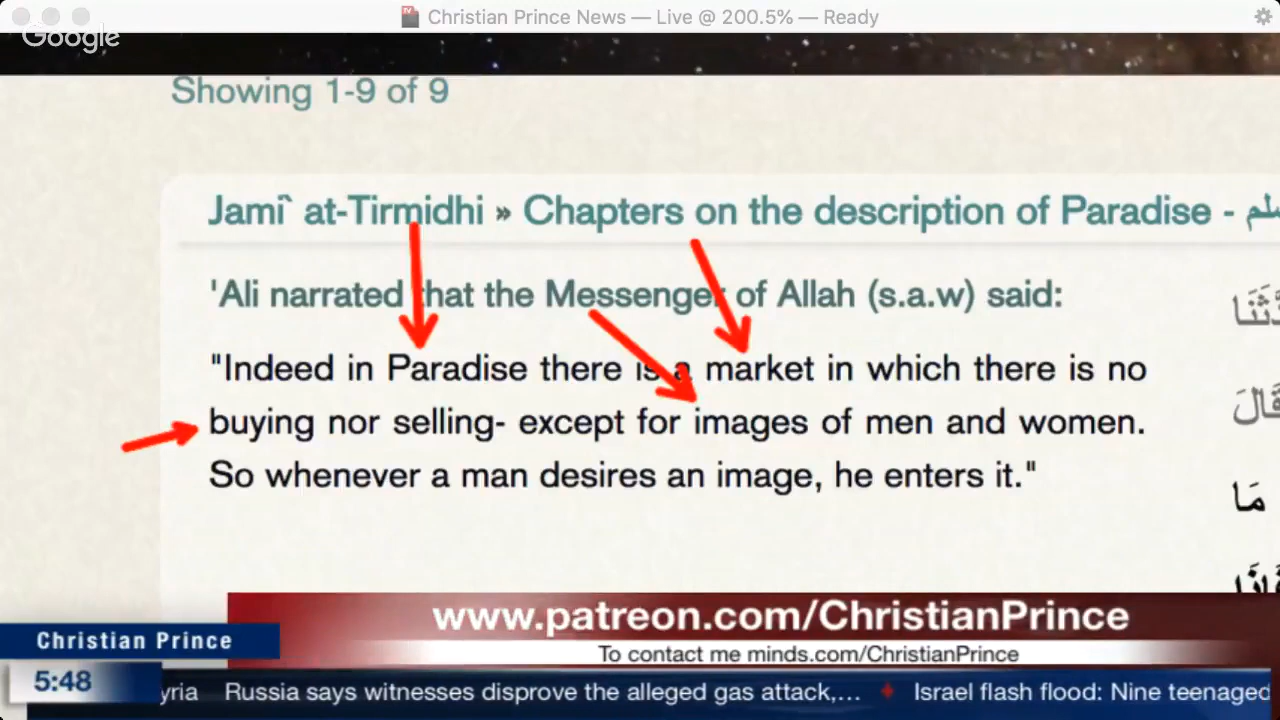 Christian Prince News — Live @ 200.5% — Ready
Google
Showing 1-9 of 9
Jami` at-Tirmidhi » Chapters on the description of Paradise -
'Ali narrated that the Messenger of Allah (s.a.w) said:
"Indeed in Paradise there is a market in which there is no
buying nor selling- except for images of men and women.
So whenever a man desires an image, he enters it."
مَا
www.patreon.com/ChristianPrince
To contact me minds.com/ChristianPrince
Christian Prince
5:48
yria Russia says witnesses disprove the alleged gas attack,... ♦ Israel flash flood: Nine teenaged